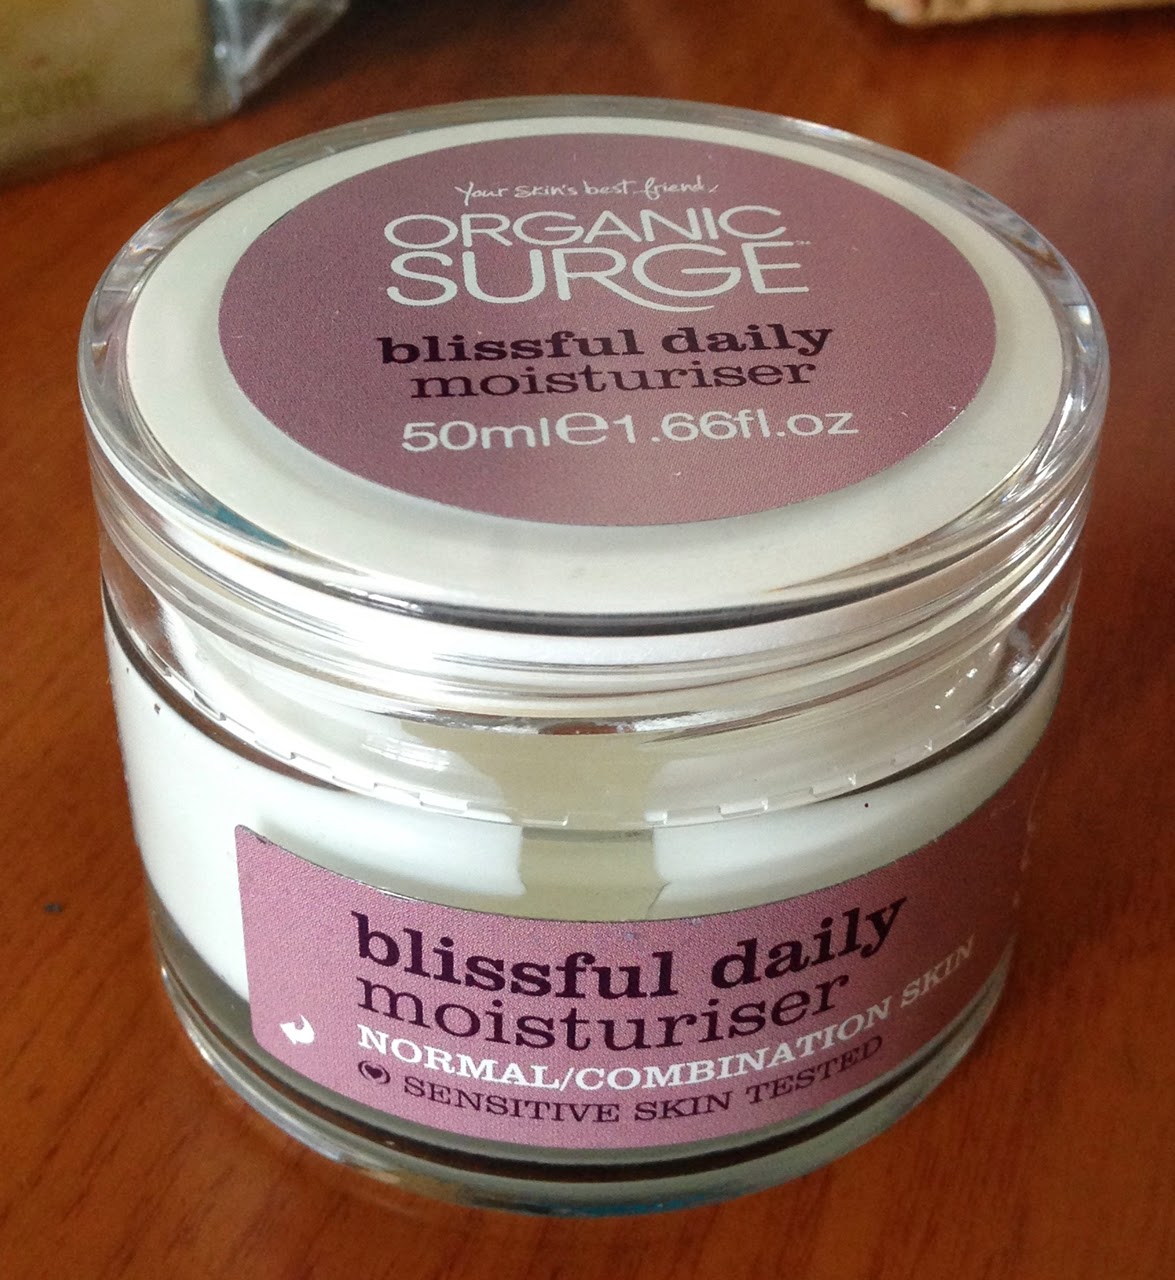 Your Skin's best friend.
ORGANIC
SURGE™
blissful daily
moisturiser
50ml℮1.66fl.oz
blissful daily
moisturiser
NORMAL/COMBINATION SKIN
SENSITIVE SKIN TESTED